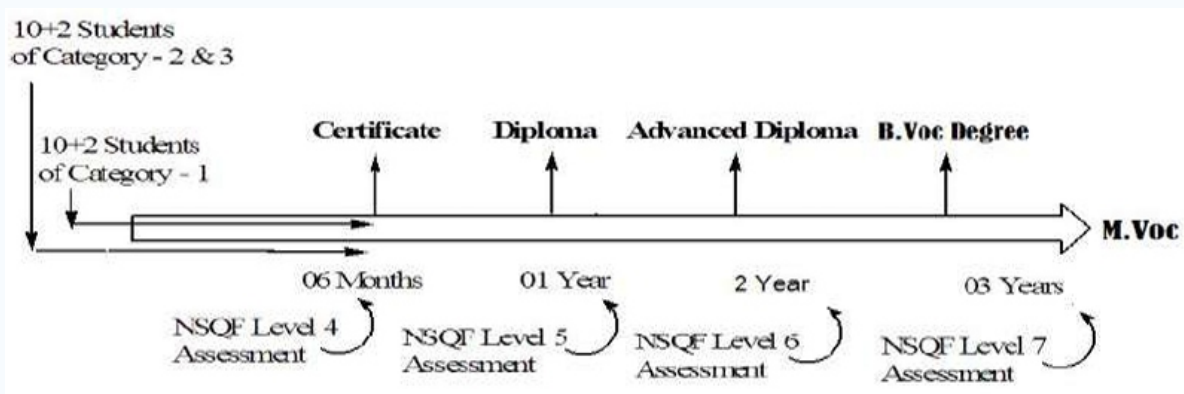 10+2 Students
of Category - 2 & 3
10+2 Students
of Category - 1
Certificate
Diploma
Advanced Diploma
B.Voc Degree
M.Voc
06 Months
01 Year
2 Year
03 Years
NSQF Level 4
Assessment
NSQF Level 5
Assessment
NSQF Level 6
Assessment
NSQF Level 7
Assessment